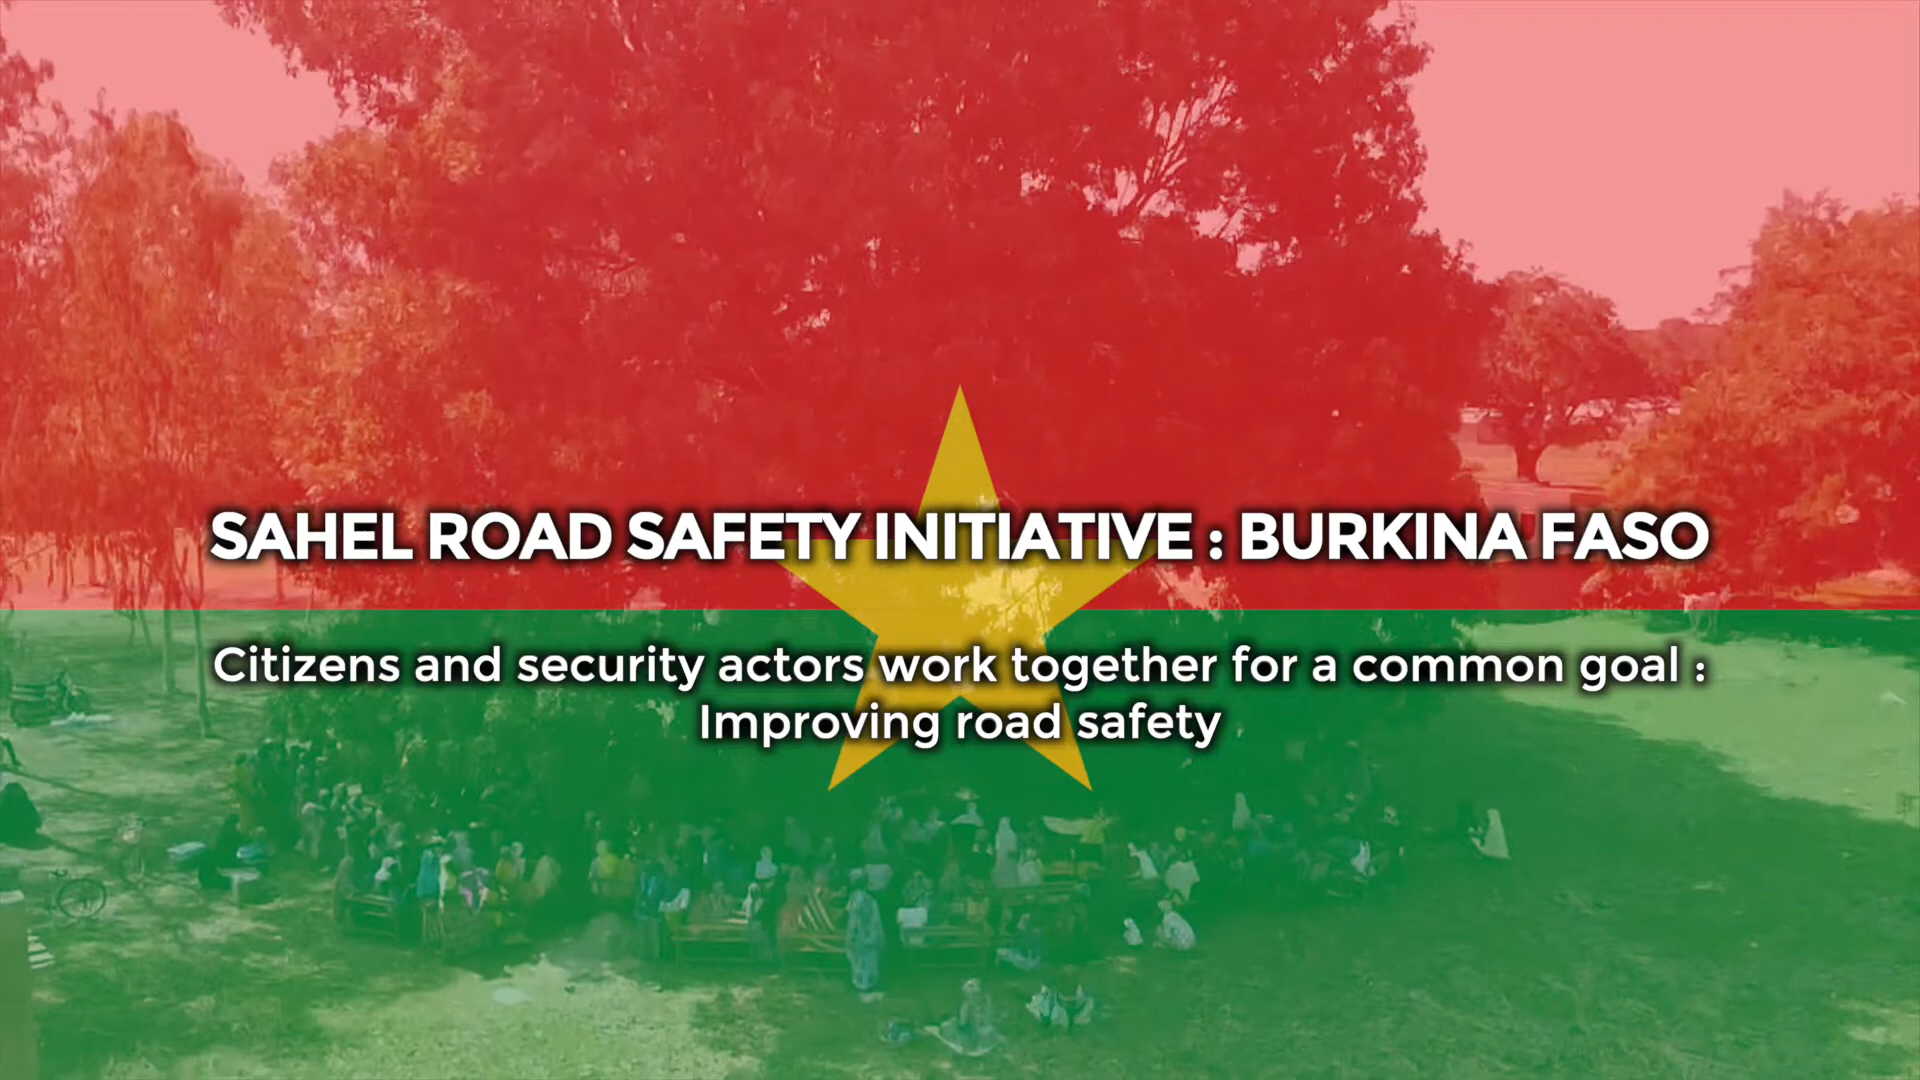 SAHEL ROAD SAFETY INITIATIVE : BURKINA FASO
Citizens and security actors work together for a common goal :
Improving road safety